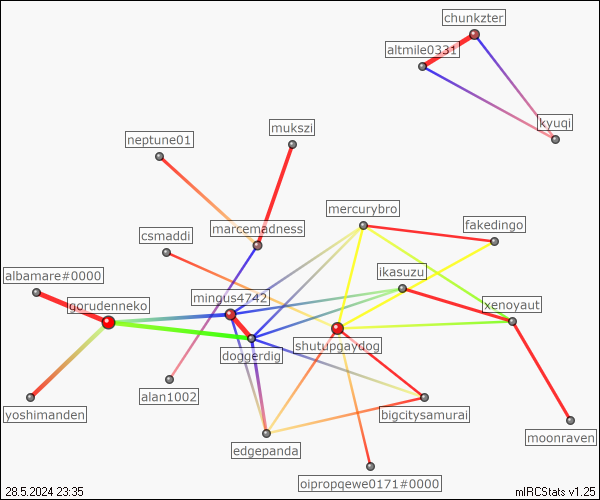 chunkzter
altmile0331
kyuqi
mukszi
neptune01
mercurybro
marcemadness
fakedingo
csmaddi
ikasuzu
albamare#0000
mingus4742
gorudenneko
xenoyaut
shutupgaydog
doggerdig
alan1002
yoshimanden
bigcitysamurai
moonraven
edgepanda
oipropqewe0171#0000
28.5.2024 23:35
mIRCStats v1.25